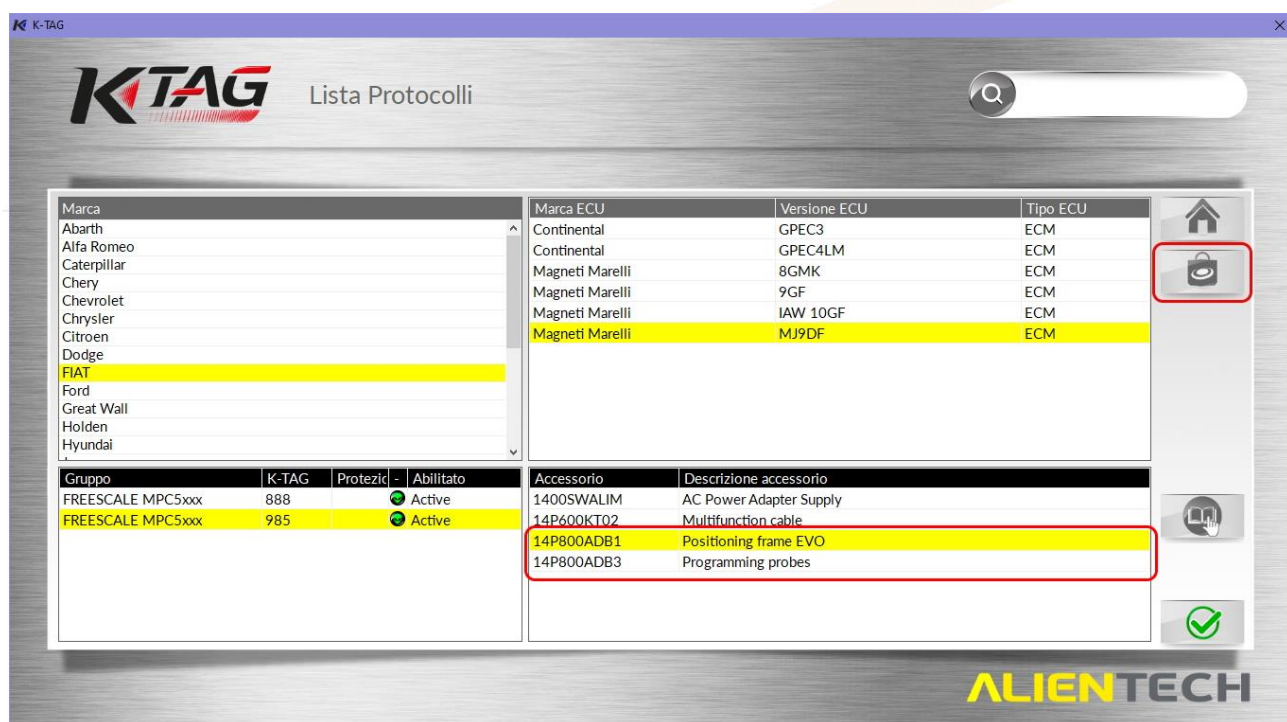 K-TAG
KTAG
Lista Protocolli
Marca
Abarth
Alfa Romeo
Caterpillar
Chery
Chevrolet
Chrysler
Citroen
Dodge
FIAT
Ford
Great Wall
Holden
Hyundai
Marca ECU Versione ECU Tipo ECU
Continental GPEC3 ECM
Continental GPEC4LM ECM
Magneti Marelli 8GMK ECM
Magneti Marelli 9GF ECM
Magneti Marelli IAW 10GF ECM
Magneti Marelli MJ9DF ECM
Gruppo K-TAG Protezic - Abilitato
FREESCALE MPC5xxx 888 Active
FREESCALE MPC5xxx 985 Active
Accessorio Descrizione accessorio
1400SWALIM AC Power Adapter Supply
14P600KT02 Multifunction cable
14P800ADB1 Positioning frame EVO
14P800ADB3 Programming probes
ALIENTECH